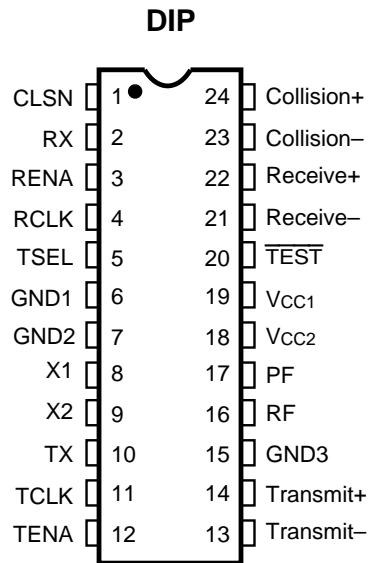 DIP
CLSN 1 24 Collision+
RX 2 23 Collision–
RENA 3 22 Receive+
RCLK 4 21 Receive–
TSEL 5 20 TEST
GND1 6 19 VCC1
GND2 7 18 VCC2
X1 8 17 PF
X2 9 16 RF
TX 10 15 GND3
TCLK 11 14 Transmit+
TENA 12 13 Transmit–